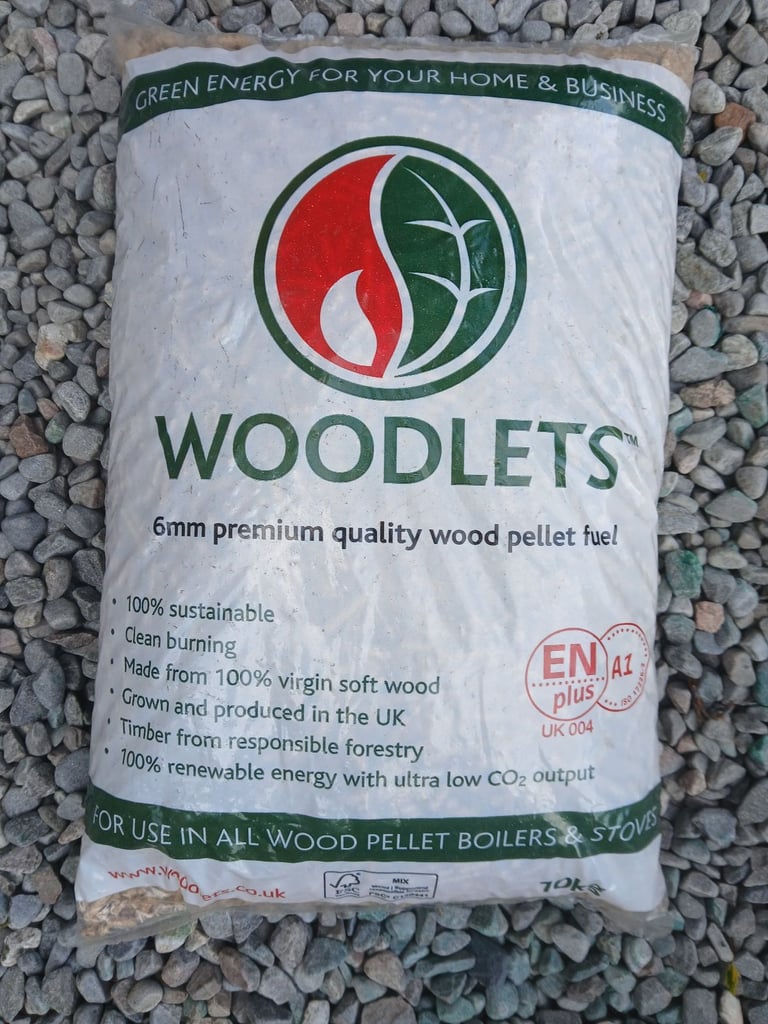 GREEN ENERGY FOR YOUR HOME & BUSINESS
WOODLETS™
6mm premium quality wood pellet fuel
• 100% sustainable
• Clean burning
• Made from 100% virgin soft wood
• Grown and produced in the UK
• Timber from responsible forestry
• 100% renewable energy with ultra low CO₂ output
EN
plus
A1
UK 004
FOR USE IN ALL WOOD PELLET BOILERS & STOVES
FSC
MIX
10kg